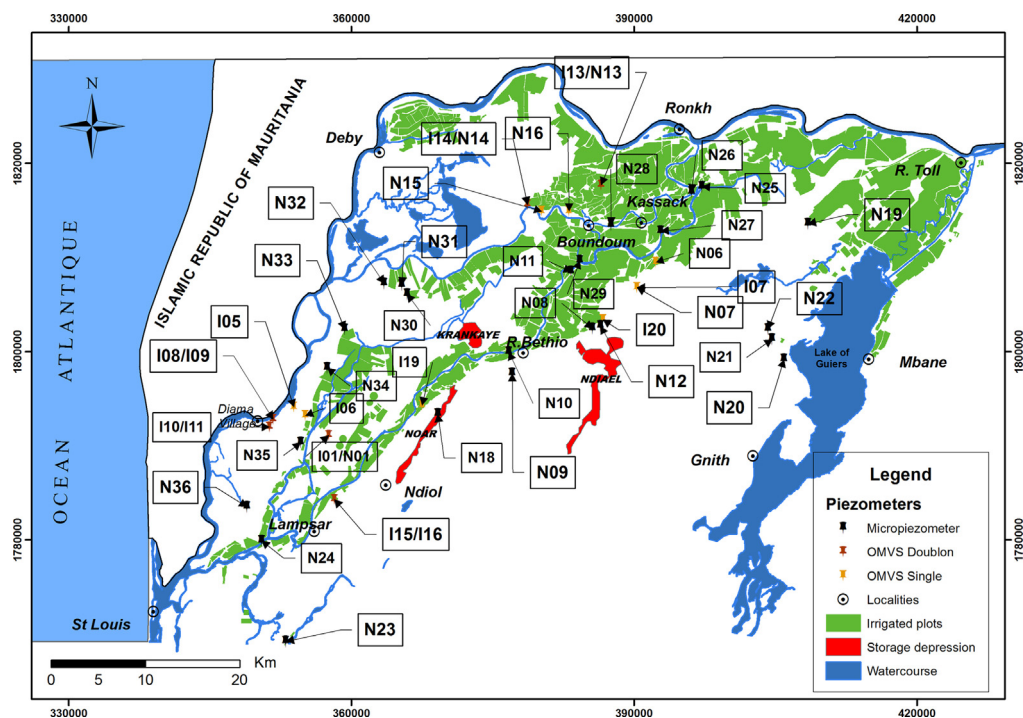 330000
360000
390000
420000
I13/N13
N
Ronkh
ISLAMIC REPUBLIC OF MAURITANIA
Deby
I14/N14
N16
N26
1820000
1820000
N28
R. Toll
N15
Kassack
N25
N32
N19
N27
Boundoum
N31
N33
N11
N06
ATLANTIQUE
I07
N22
N08
N29
I05
N30
KRANKAYE
I20
N07
R.Bethio
1800000
I08/I09
I19
N21
Lake of
Guiers
1800000
Mbane
NDIAEL
N12
N34
N20
I06
N10
Diama
Village
I10/I11
NOAR
N35
I01/N01
N18
N09
Gnith
OCEAN
N36
Ndiol
Lampsar
I15/I16
1780000
1780000
N24
St Louis
N23
Km
0
10
20
Legend
Piezometers
Micropiezometer
OMVS Doublon
OMVS Single
Localities
Irrigated plots
Storage depression
Watercourse
330000
360000
390000
420000